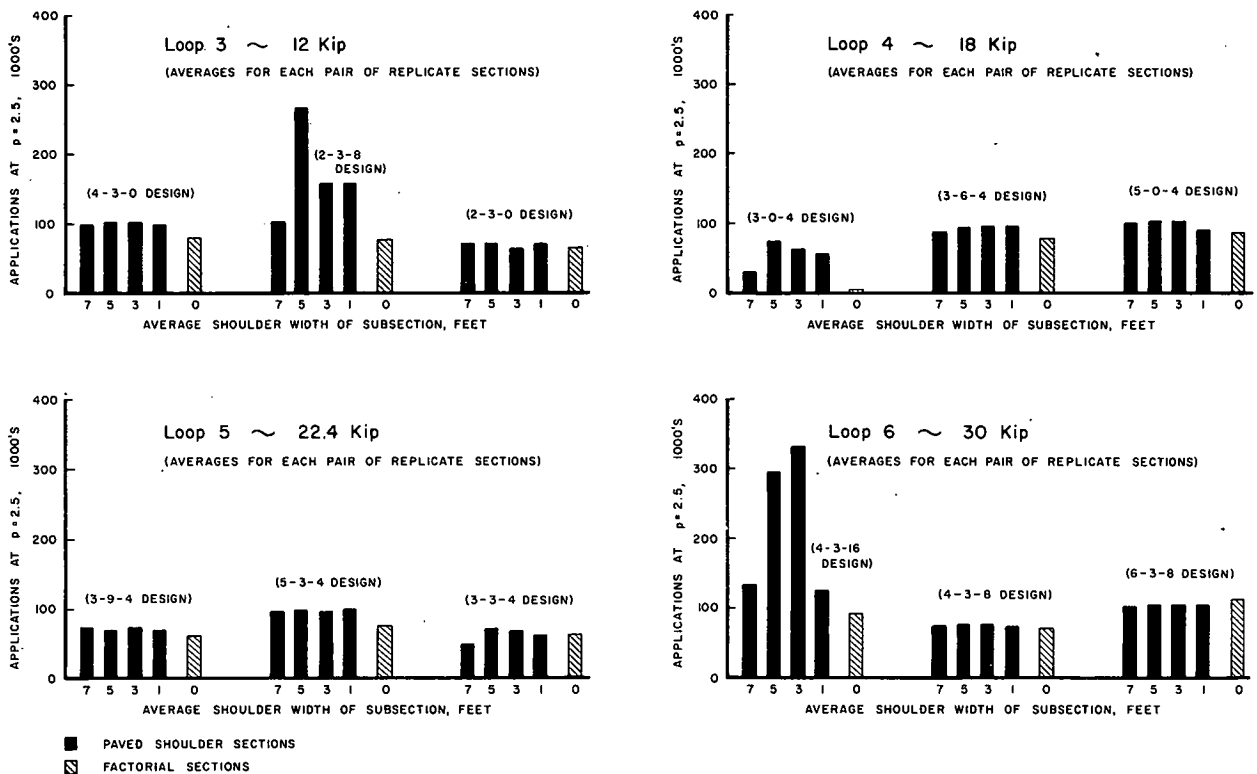 APPLICATIONS AT p = 2.5, 1000'S
400
300
200
100
0
Loop 3 ~ 12 Kip
(AVERAGES FOR EACH PAIR OF REPLICATE SECTIONS)
(4-3-0 DESIGN)
(2-3-8
DESIGN)
(2-3-0 DESIGN)
7 5 3 1 0 7 5 3 1 0 7 5 3 1 0
AVERAGE SHOULDER WIDTH OF SUBSECTION, FEET
APPLICATIONS AT p = 2.5, 1000'S
400
300
200
100
0
Loop 4 ~ 18 Kip
(AVERAGES FOR EACH PAIR OF REPLICATE SECTIONS)
(3-0-4 DESIGN)
(3-6-4 DESIGN)
(5-0-4 DESIGN)
7 5 3 1 0 7 5 3 1 0 7 5 3 1 0
AVERAGE SHOULDER WIDTH OF SUBSECTION, FEET
APPLICATIONS AT p = 2.5, 1000'S
400
300
200
100
0
Loop 5 ~ 22.4 Kip
(AVERAGES FOR EACH PAIR OF REPLICATE SECTIONS)
(3-9-4 DESIGN)
(5-3-4 DESIGN)
(3-3-4 DESIGN)
7 5 3 1 0 7 5 3 1 0 7 5 3 1 0
AVERAGE SHOULDER WIDTH OF SUBSECTION, FEET
APPLICATIONS AT p = 2.5, 1000'S
400
300
200
100
0
Loop 6 ~ 30 Kip
(AVERAGES FOR EACH PAIR OF REPLICATE SECTIONS)
(4-3-16
DESIGN)
(4-3-8 DESIGN)
(6-3-8 DESIGN)
7 5 3 1 0 7 5 3 1 0 7 5 3 1 0
AVERAGE SHOULDER WIDTH OF SUBSECTION, FEET
PAVED SHOULDER SECTIONS
FACTORIAL SECTIONS